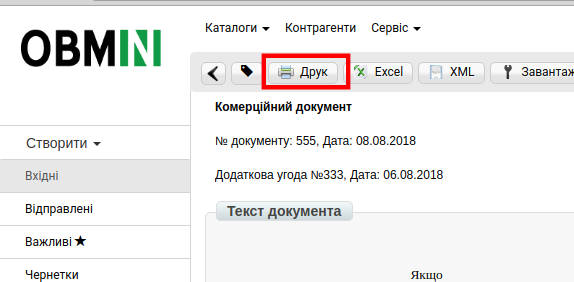 Каталоги Контрагенти Сервіс
OBMIN
Друк Excel XML Завантаж
Комерційний документ
Створити
№ документу: 555, Дата: 08.08.2018
Вхідні
Додаткова угода №333, Дата: 06.08.2018
Відправлені
Текст документа
Важливі
Чернетки
Якщо